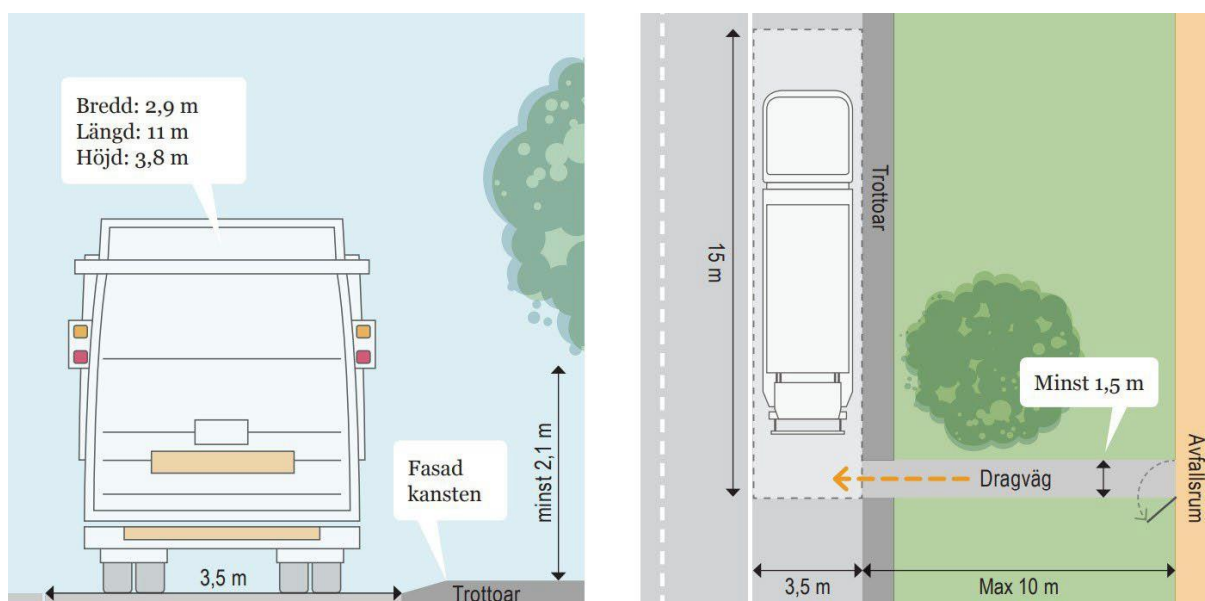 Bredd: 2,9 m
Längd: 11 m
Höjd: 3,8 m
Fasad
kansten
minst 2,1 m
3,5 m
Trottoar
15 m
Trottoar
Minst 1,5 m
Dragväg
Avfallsrum
3,5 m
Max 10 m